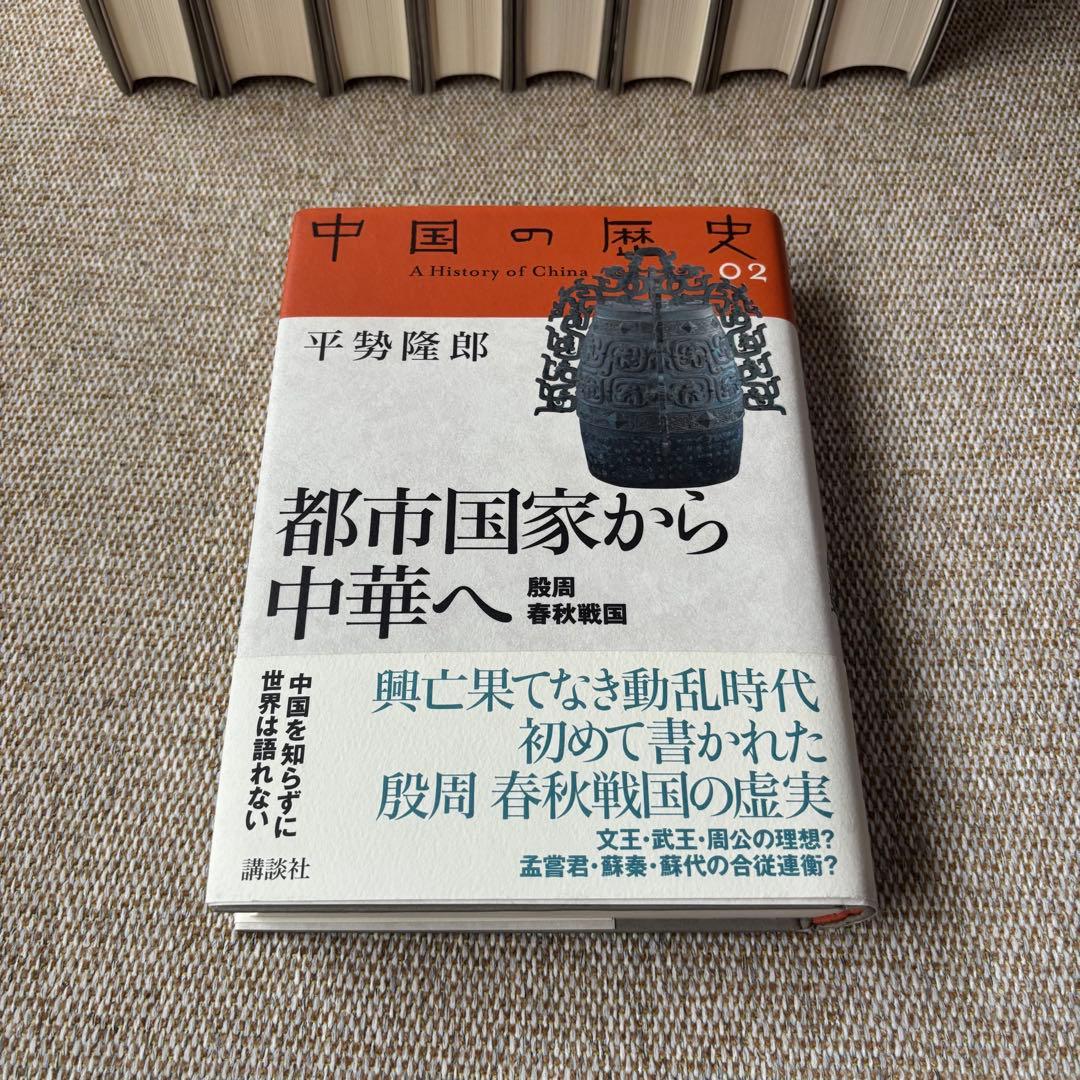 中国の歴史
A History of China
02
平㔟隆郎
都市国家から
中華へ
殷周
春秋戦国
興亡果てなき動乱時代
初めて書かれた
殷周 春秋戦国の虚実
文王・武王・周公の理想？
孟嘗君・蘇秦・蘇代の合従連衡？
中国を知らずに
世界は語れない
講談社